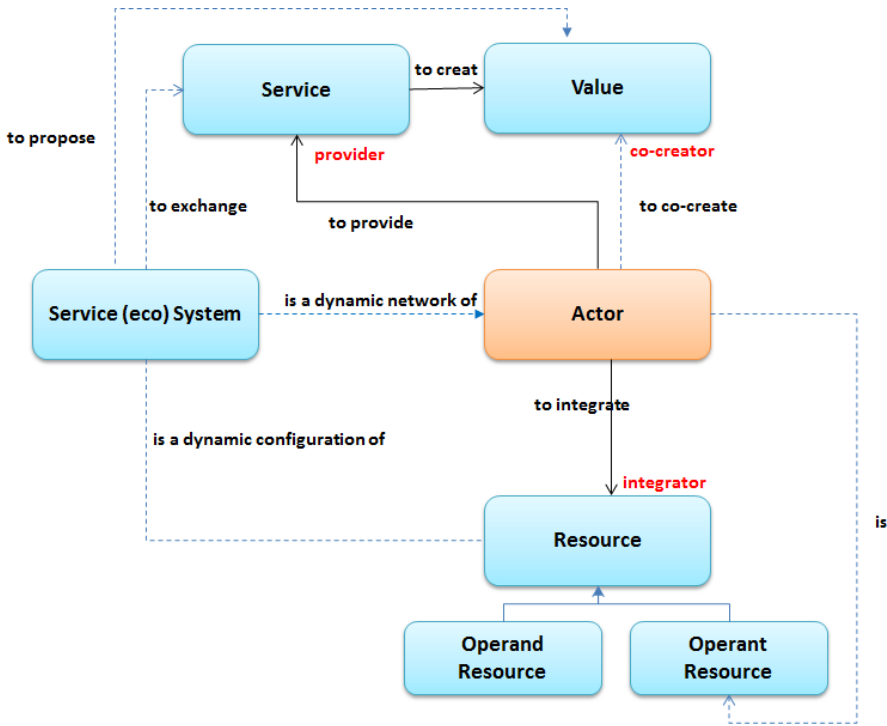 to creat
Service
Value
to propose
provider
co-creator
to exchange
to co-create
to provide
is a dynamic network of
Service (eco) System
Actor
to integrate
is a dynamic configuration of
integrator
is
Resource
Operand
Resource
Operant
Resource